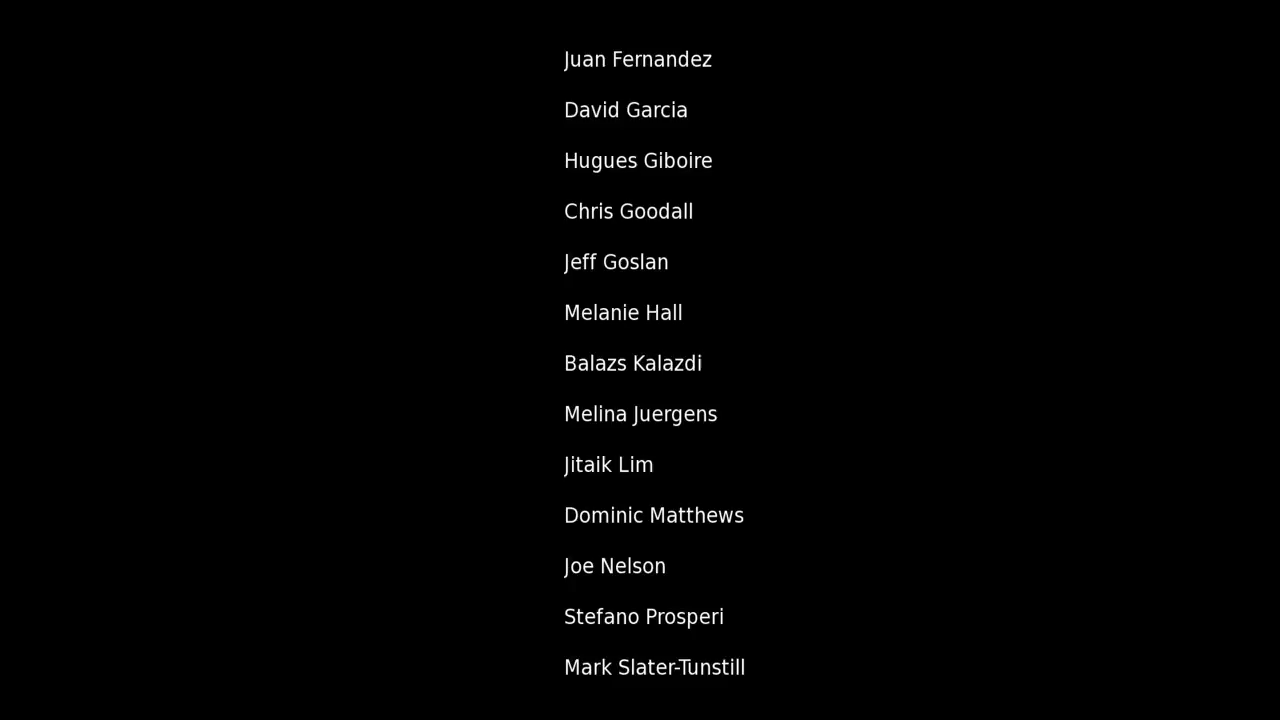 Juan Fernandez
David Garcia
Hugues Giboire
Chris Goodall
Jeff Goslan
Melanie Hall
Balazs Kalazdi
Melina Juergens
Jitaik Lim
Dominic Matthews
Joe Nelson
Stefano Prosperi
Mark Slater-Tunstill